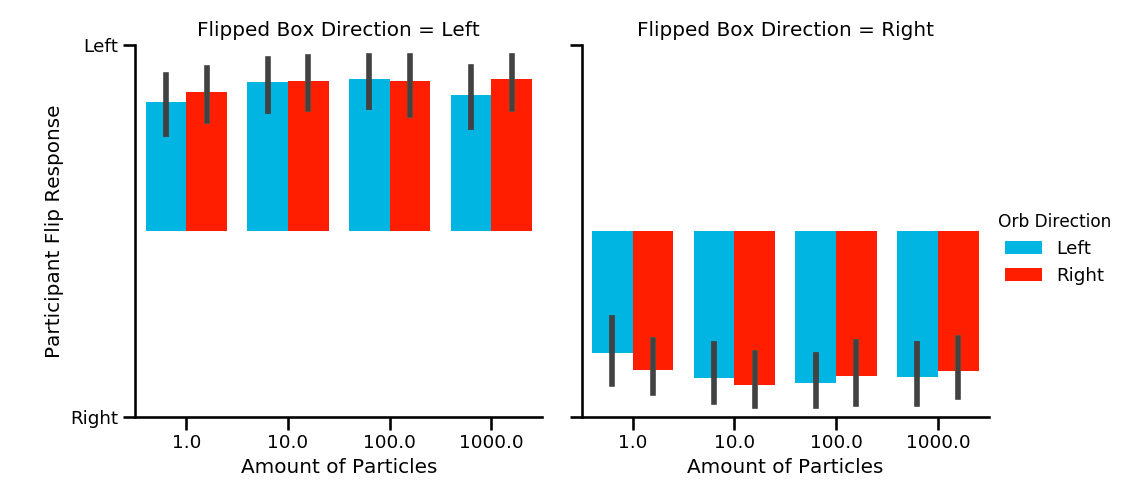 Flipped Box Direction = Left
Flipped Box Direction = Right
Left
Participant Flip Response
Right
1.0
10.0
100.0
1000.0
Amount of Particles
1.0
10.0
100.0
1000.0
Amount of Particles
Orb Direction
Left
Right